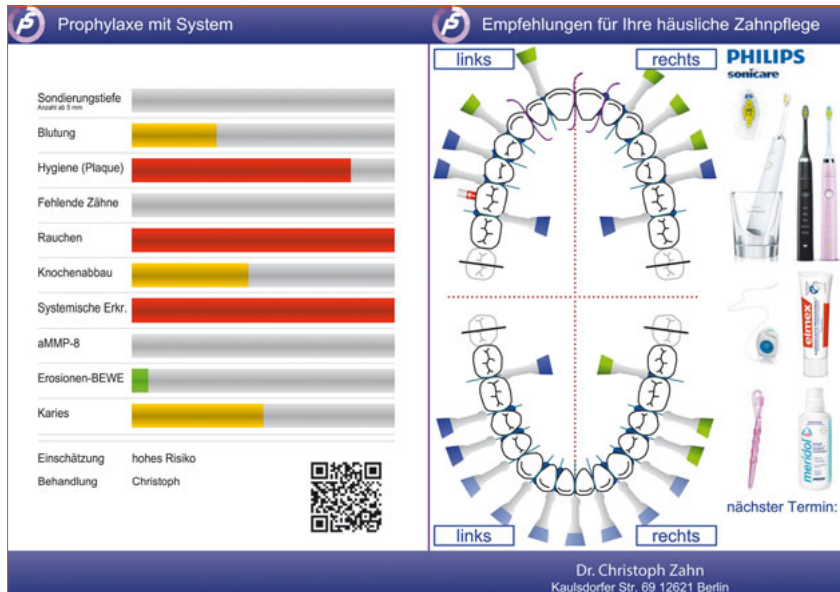 Prophylaxe mit System
Sondierungstiefe
Anzahl ab 5 mm
Blutung
Hygiene (Plaque)
Fehlende Zähne
Rauchen
Knochenabbau
Systemische Erkr.
aMMP-8
Erosionen-BEWE
Karies
Einschätzung hohes Risiko
Behandlung Christoph
Empfehlungen für Ihre häusliche Zahnpflege
links rechts
PHILIPS
sonicare
elmex
meridol
nächster Termin:
links rechts
Dr. Christoph Zahn
Kaulsdorfer Str. 69 12621 Berlin